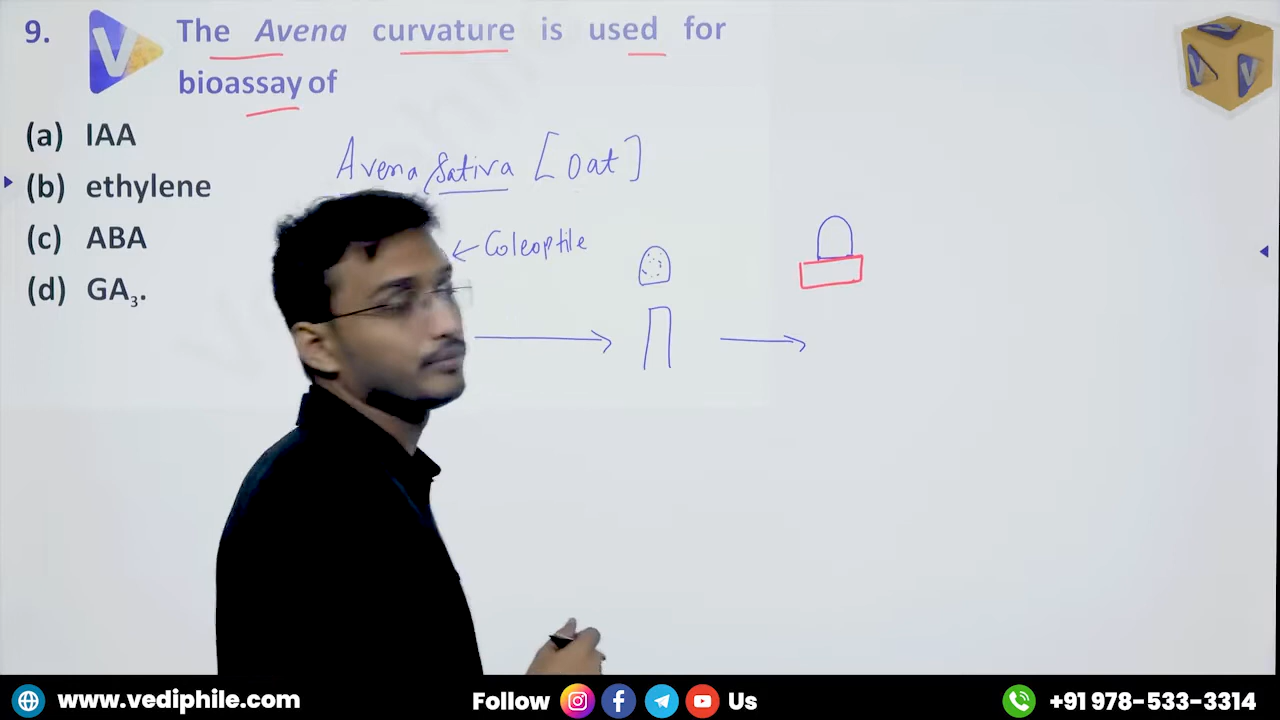 9. The Avena curvature is used for
bioassay of
(a) IAA
(b) ethylene
(c) ABA
(d) GA₃.
Avena Sativa [Oat]
← Coleoptile
www.vediphile.com
Follow Us
+91 978-533-3314